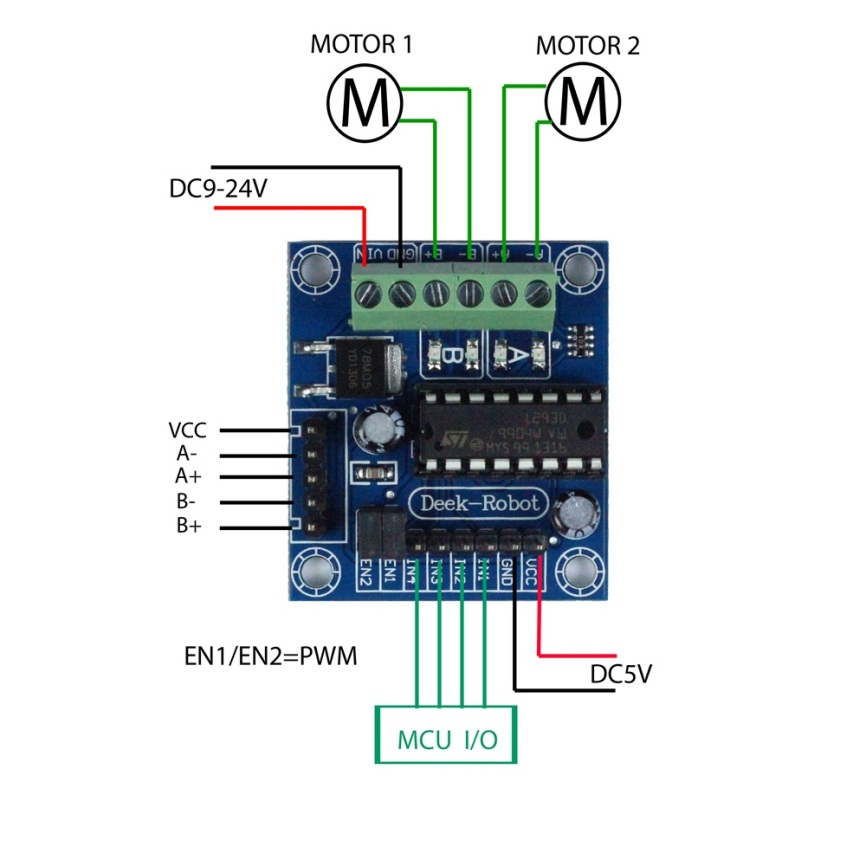 MOTOR 1
MOTOR 2
M
M
DC9-24V
VIN GND B+ B- A+ A-
B A
78M05
YD1306
VCC
A-
A+
B-
B+
Deek-Robot
EN2 EN1 IN4 IN3 IN2 IN1 GND VCC
EN1/EN2=PWM
DC5V
MCU I/O